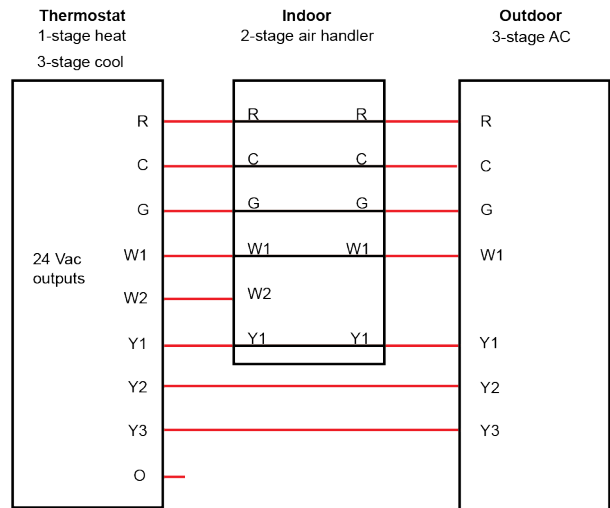 Thermostat
1-stage heat
3-stage cool
Indoor
2-stage air handler
Outdoor
3-stage AC
R R R R
C C C C
G G G G
W1 W1 W1 W1
24 Vac
outputs
W2 W2
Y1 Y1 Y1 Y1
Y2 Y2
Y3 Y3
O